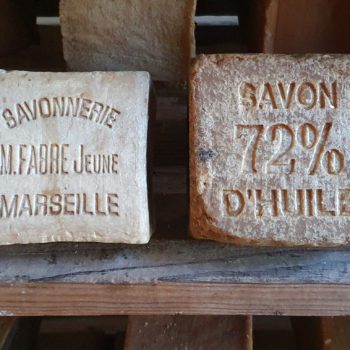 SAVONNERIE
M.FABRE JEUNE
MARSEILLE
SAVON
72%
D'HUILE